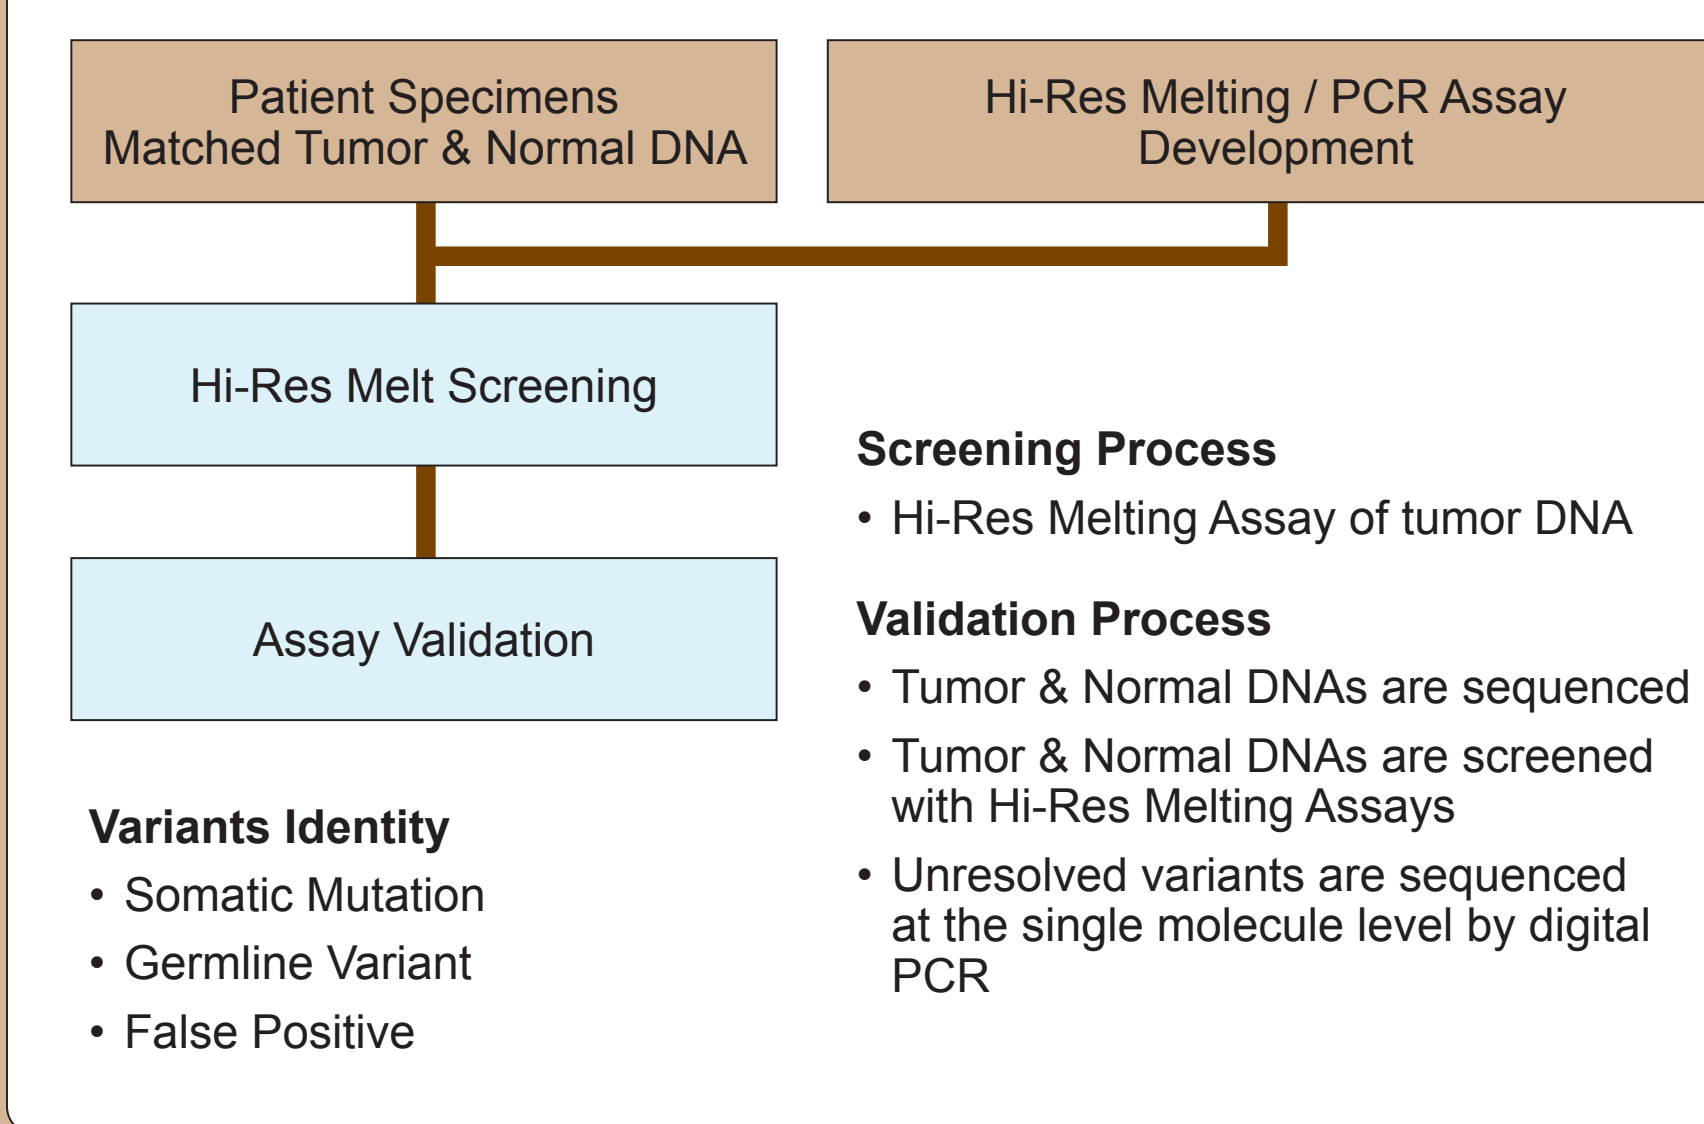 Patient Specimens
Matched Tumor & Normal DNA
Hi-Res Melting / PCR Assay
Development
Hi-Res Melt Screening
Assay Validation
Variants Identity
• Somatic Mutation
• Germline Variant
• False Positive
Screening Process
• Hi-Res Melting Assay of tumor DNA
Validation Process
• Tumor & Normal DNAs are sequenced
• Tumor & Normal DNAs are screened
with Hi-Res Melting Assays
• Unresolved variants are sequenced
at the single molecule level by digital
PCR